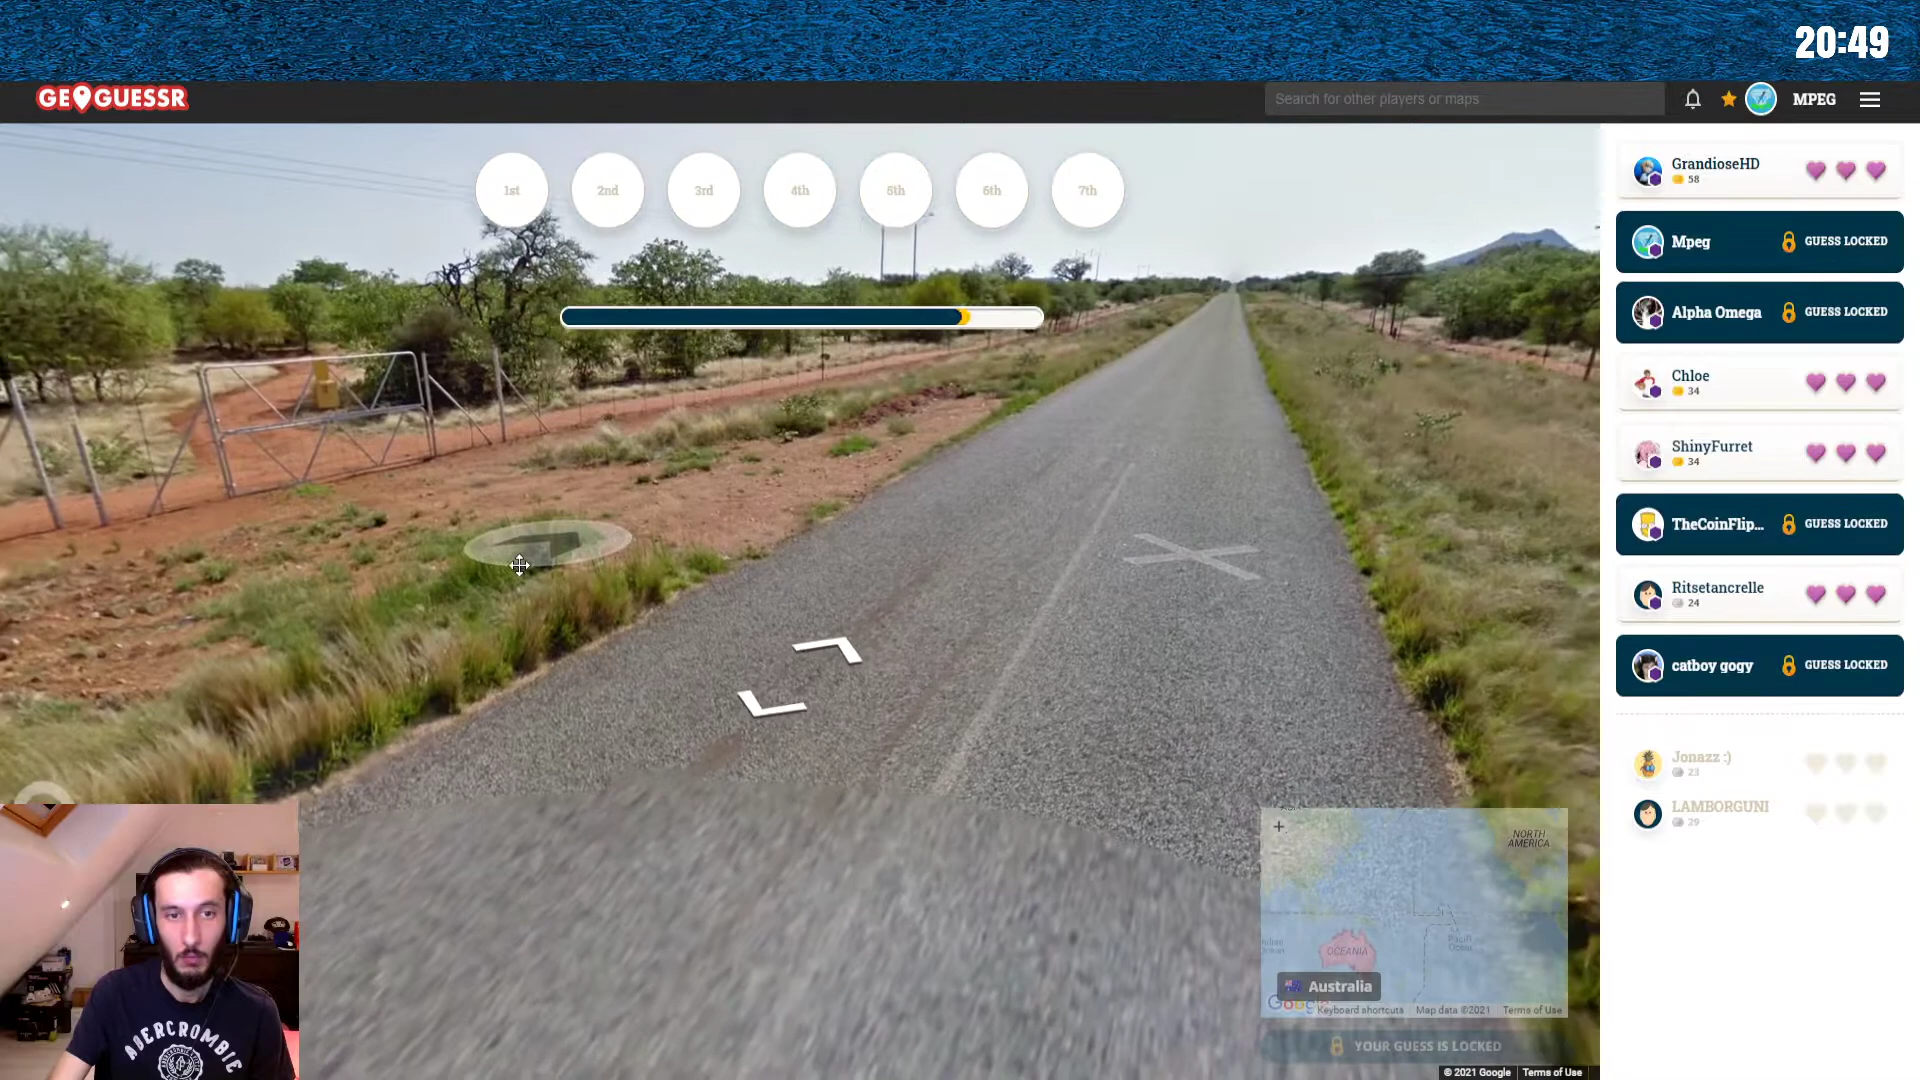 20:49
GEOGUESSR
Search for other players or maps
MPEG
1st
2nd
3rd
4th
5th
6th
7th
GrandioseHD
58
Mpeg
GUESS LOCKED
Alpha Omega
GUESS LOCKED
Chloe
34
ShinyFurret
34
TheCoinFlip...
GUESS LOCKED
Ritsetancrelle
24
catboy gogy
GUESS LOCKED
Jonazz :)
23
LAMBORGUNI
29
NORTH
AMERICA
Pacific
Ocean
OCEANIA
Australia
Keyboard shortcuts
Map data ©2021
Terms of Use
YOUR GUESS IS LOCKED
© 2021 Google
Terms of Use
ABERCROMBIE